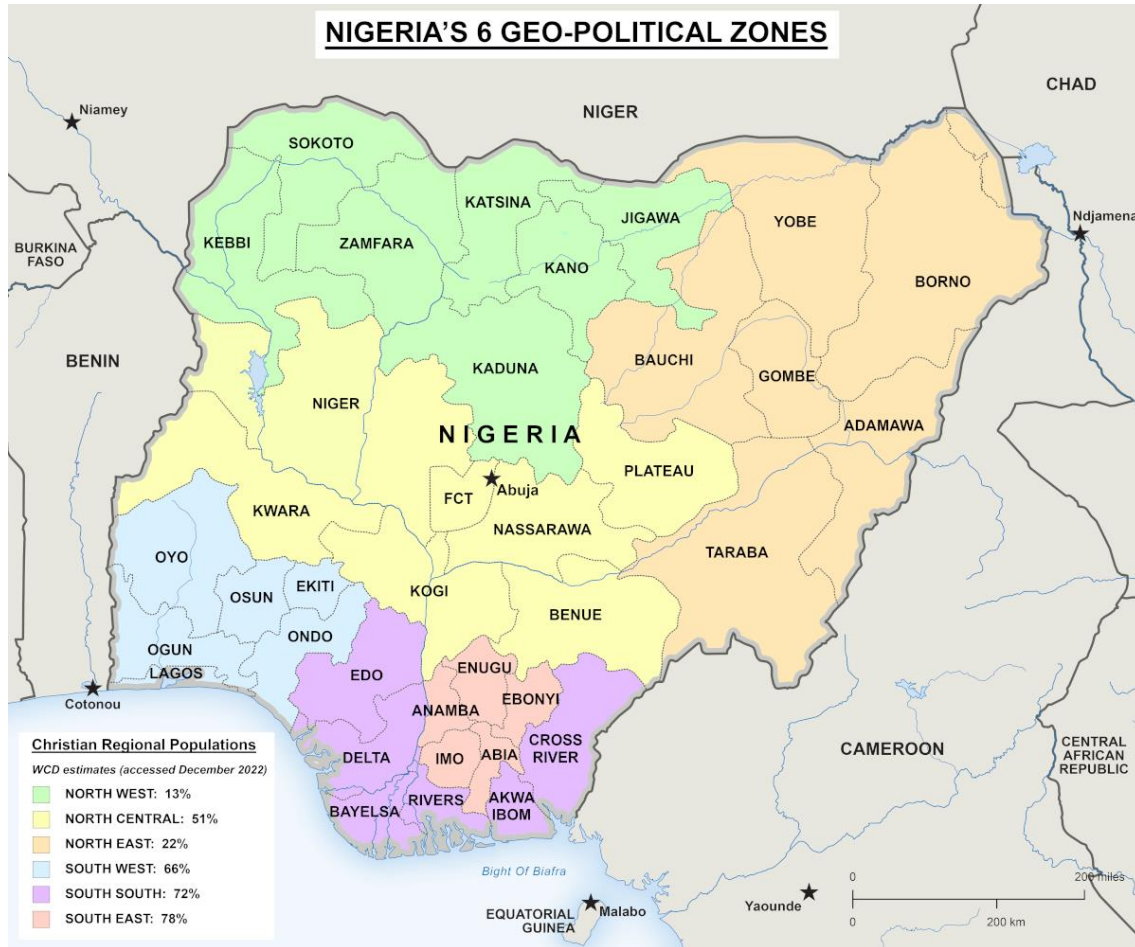 NIGERIA'S 6 GEO-POLITICAL ZONES
CHAD
Niamey
NIGER
SOKOTO
KATSINA
JIGAWA
YOBE
Ndjamena
BURKINA
FASO
KEBBI
ZAMFARA
KANO
BORNO
BENIN
BAUCHI
KADUNA
GOMBE
NIGER
ADAMAWA
NIGERIA
PLATEAU
FCT
Abuja
KWARA
NASSARAWA
OYO
TARABA
EKITI
OSUN
KOGI
BENUE
ONDO
OGUN
LAGOS
EDO
ENUGU
Cotonou
EBONYI
ANAMBA
CROSS
RIVER
DELTA
IMO
ABIA
CAMEROON
CENTRAL
AFRICAN
REPUBLIC
BAYELSA
RIVERS
AKWA
IBOM
Christian Regional Populations
WCD estimates (accessed December 2022)
NORTH WEST: 13%
NORTH CENTRAL: 51%
NORTH EAST: 22%
SOUTH WEST: 66%
SOUTH SOUTH: 72%
SOUTH EAST: 78%
Bight Of Biafra
EQUATORIAL
GUINEA
Malabo
Yaounde
0
200 miles
0
200 km